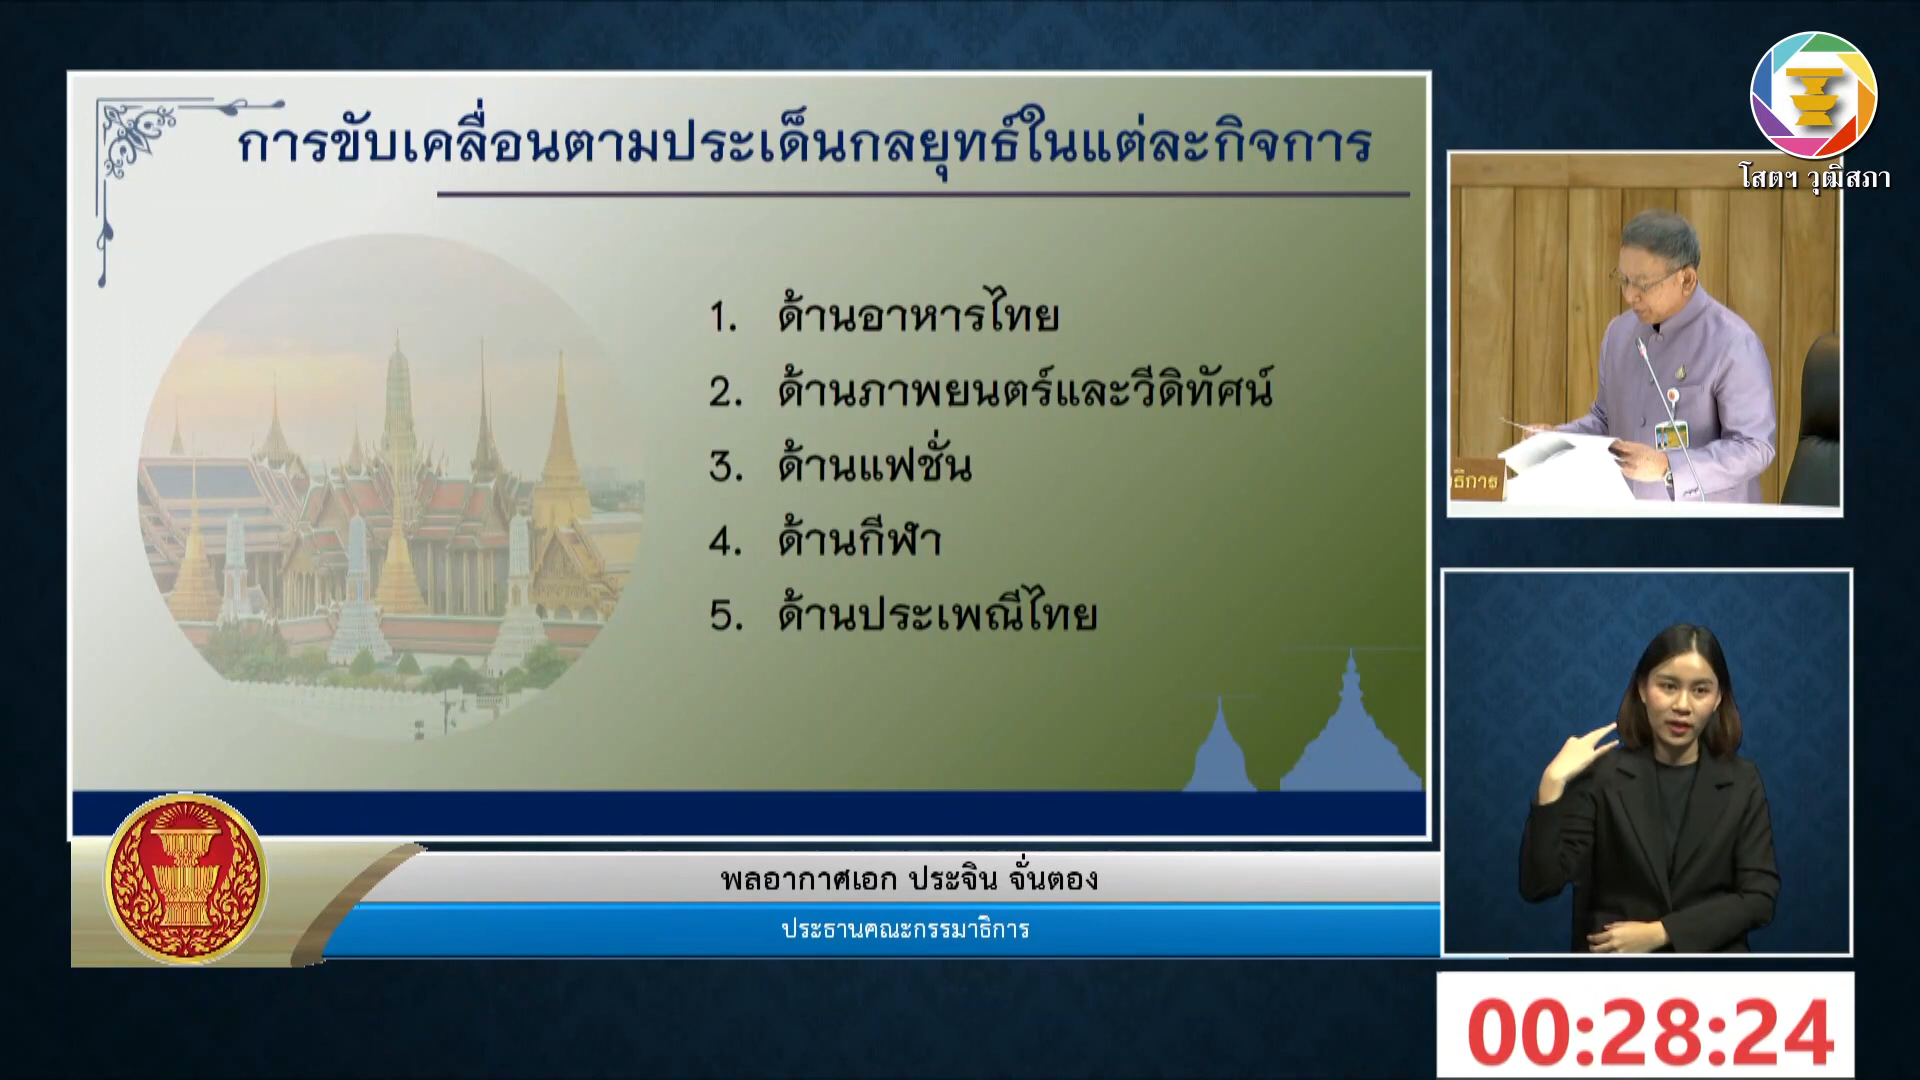 การขับเคลื่อนตามประเด็นกลยุทธ์ในแต่ละกิจการ
1. ด้านอาหารไทย
2. ด้านภาพยนตร์และวีดิทัศน์
3. ด้านแฟชั่น
4. ด้านกีฬา
5. ด้านประเพณีไทย
โสตฯ วุฒิสภา
ธิการ
พลอากาศเอก ประจิน จั่นตอง
ประธานคณะกรรมาธิการ
00:28:24